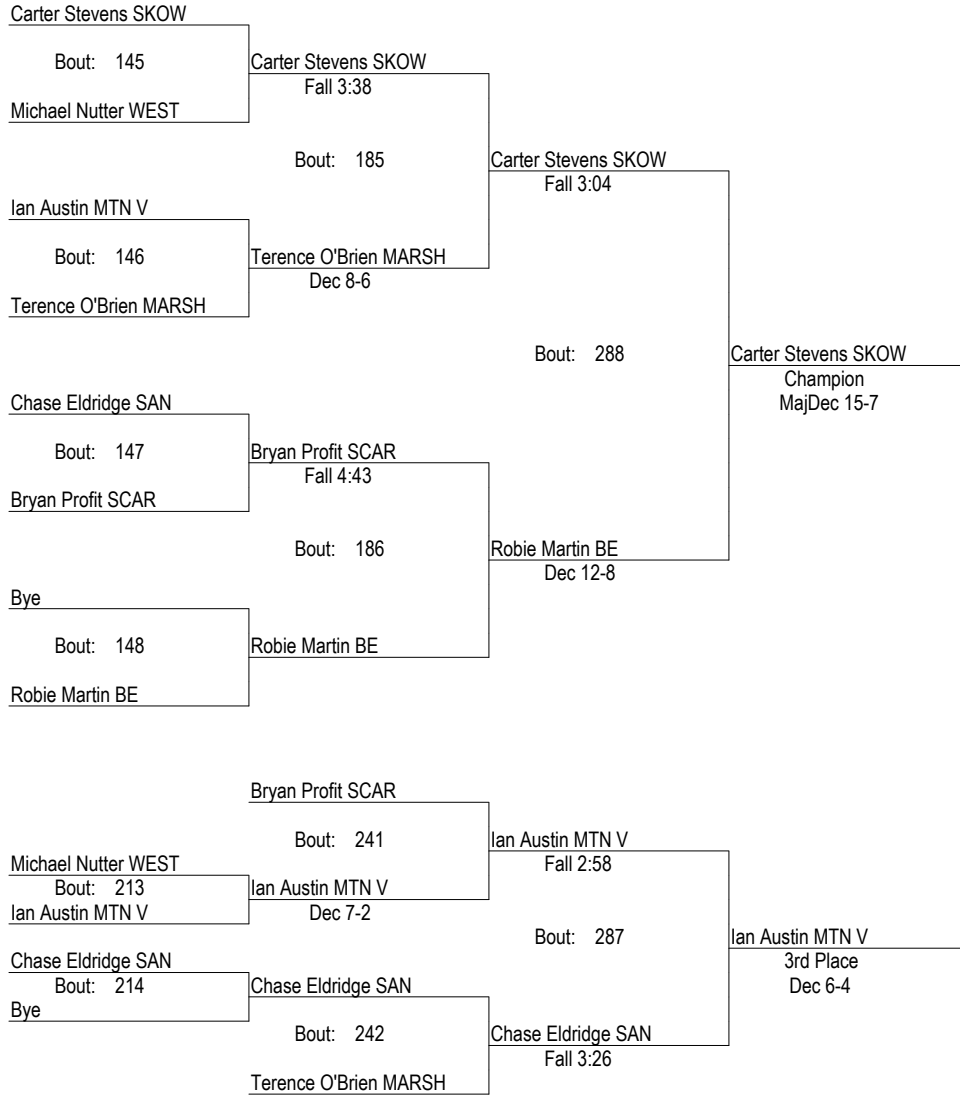 Carter Stevens SKOW
Bout: 145
Carter Stevens SKOW
Fall 3:38
Michael Nutter WEST
Bout: 185
Carter Stevens SKOW
Fall 3:04
Ian Austin MTN V
Bout: 146
Terence O'Brien MARSH
Dec 8-6
Terence O'Brien MARSH
Bout: 288
Carter Stevens SKOW
Champion
MajDec 15-7
Chase Eldridge SAN
Bout: 147
Bryan Profit SCAR
Fall 4:43
Bryan Profit SCAR
Bout: 186
Robie Martin BE
Dec 12-8
Bye
Bout: 148
Robie Martin BE
Robie Martin BE
Bryan Profit SCAR
Bout: 241
Ian Austin MTN V
Fall 2:58
Michael Nutter WEST
Bout: 213
Ian Austin MTN V
Ian Austin MTN V
Dec 7-2
Bout: 287
Ian Austin MTN V
3rd Place
Dec 6-4
Chase Eldridge SAN
Bout: 214
Bye
Chase Eldridge SAN
Bout: 242
Chase Eldridge SAN
Fall 3:26
Terence O'Brien MARSH